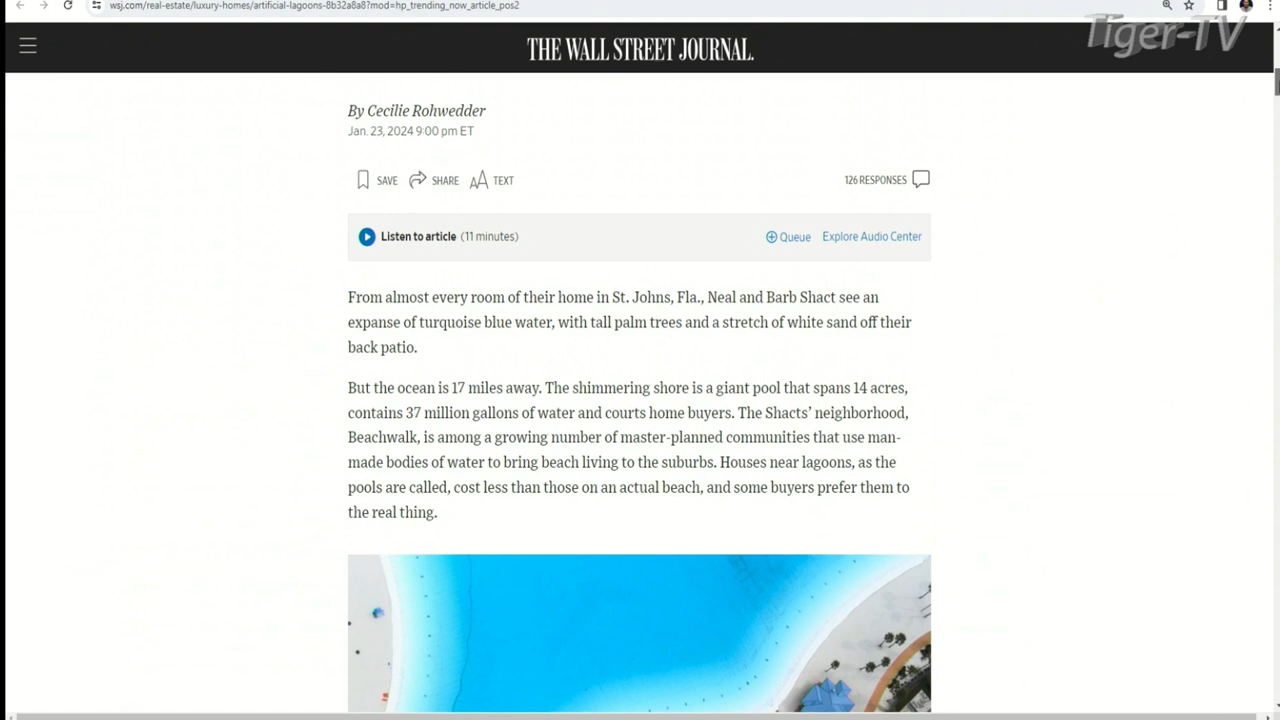 wsj.com/real-estate/luxury-homes/artificial-lagoons-8b32a8a8?mod=hp_trending_now_article_pos2
Tiger-TV
THE WALL STREET JOURNAL.
By Cecilie Rohwedder
Jan. 23, 2024 9:00 pm ET
SAVE SHARE TEXT 126 RESPONSES
Listen to article (11 minutes) Queue Explore Audio Center
From almost every room of their home in St. Johns, Fla., Neal and Barb Shact see an
expanse of turquoise blue water, with tall palm trees and a stretch of white sand off their
back patio.
But the ocean is 17 miles away. The shimmering shore is a giant pool that spans 14 acres,
contains 37 million gallons of water and courts home buyers. The Shacts’ neighborhood,
Beachwalk, is among a growing number of master-planned communities that use man-
made bodies of water to bring beach living to the suburbs. Houses near lagoons, as the
pools are called, cost less than those on an actual beach, and some buyers prefer them to
the real thing.